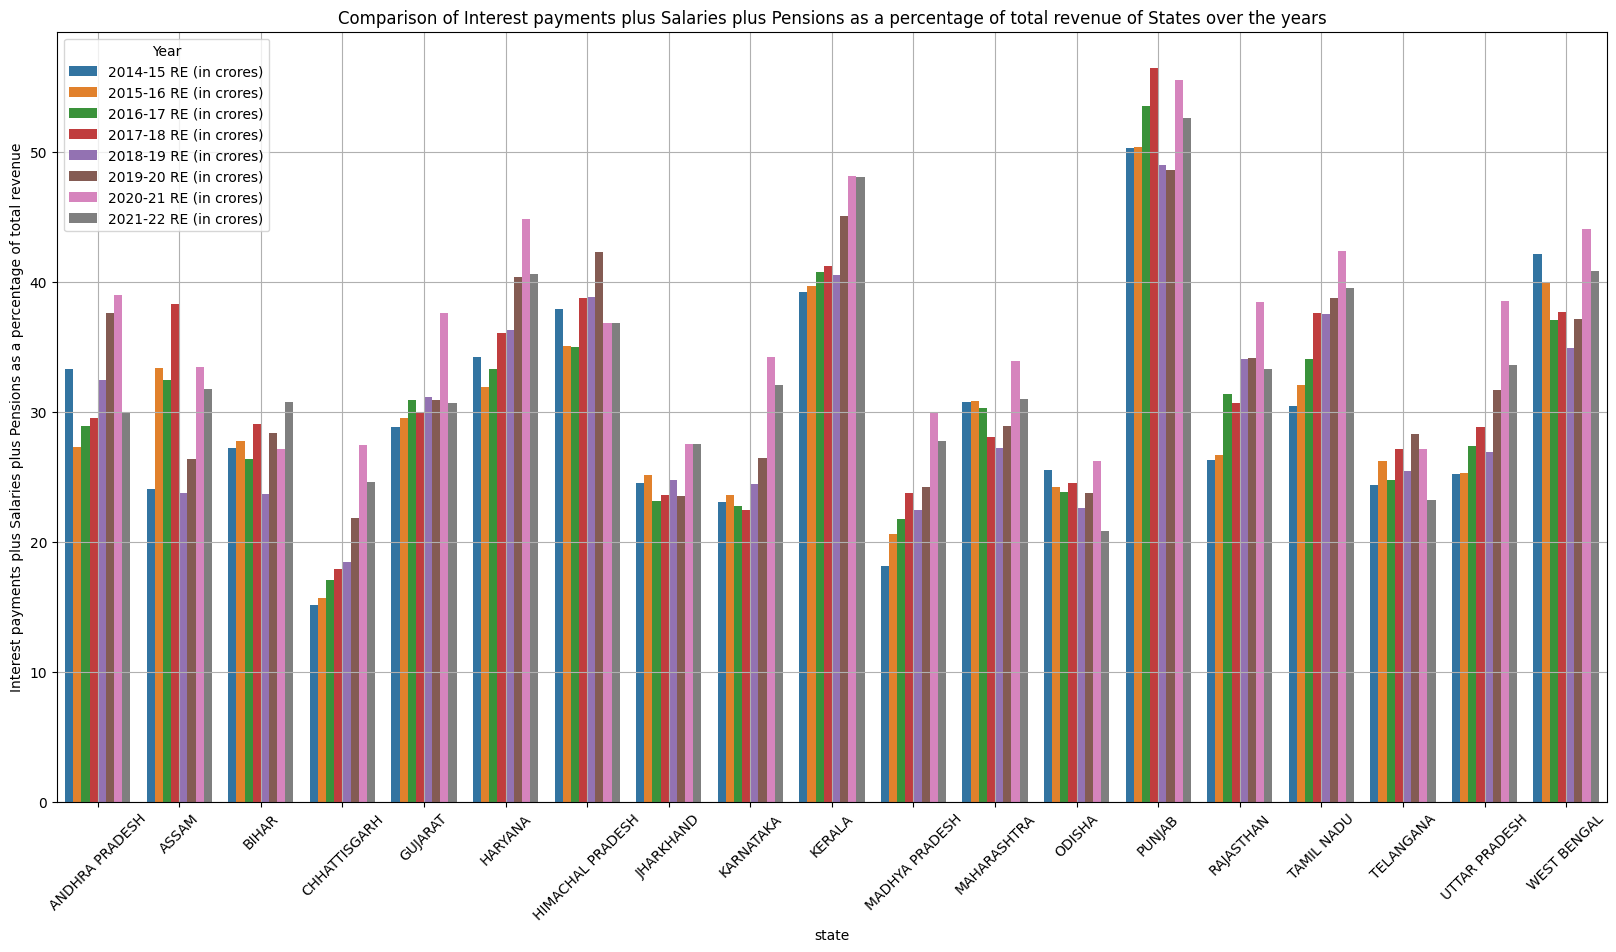 Comparison of Interest payments plus Salaries plus Pensions as a percentage of total revenue of States over the years
Interest payments plus Salaries plus Pensions as a percentage of total revenue
Year
2014-15 RE (in crores)
2015-16 RE (in crores)
2016-17 RE (in crores)
2017-18 RE (in crores)
2018-19 RE (in crores)
2019-20 RE (in crores)
2020-21 RE (in crores)
2021-22 RE (in crores)
50
40
30
20
10
0
ANDHRA PRADESH
ASSAM
BIHAR
CHHATTISGARH
GUJARAT
HARYANA
HIMACHAL PRADESH
JHARKHAND
KARNATAKA
KERALA
MADHYA PRADESH
MAHARASHTRA
ODISHA
PUNJAB
RAJASTHAN
TAMIL NADU
TELANGANA
UTTAR PRADESH
WEST BENGAL
state